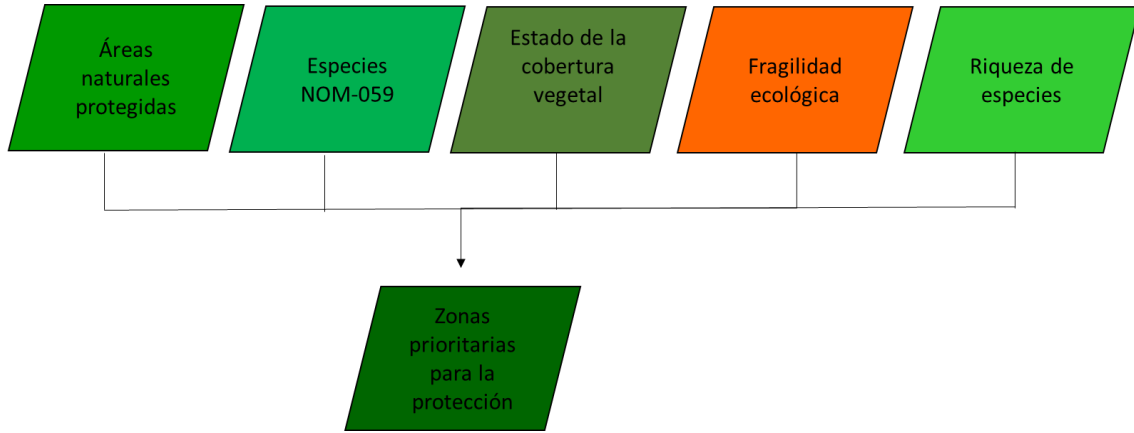 Áreas
naturales
protegidas
Especies
NOM-059
Estado de la
cobertura
vegetal
Fragilidad
ecológica
Riqueza de
especies
Zonas
prioritarias
para la
protección